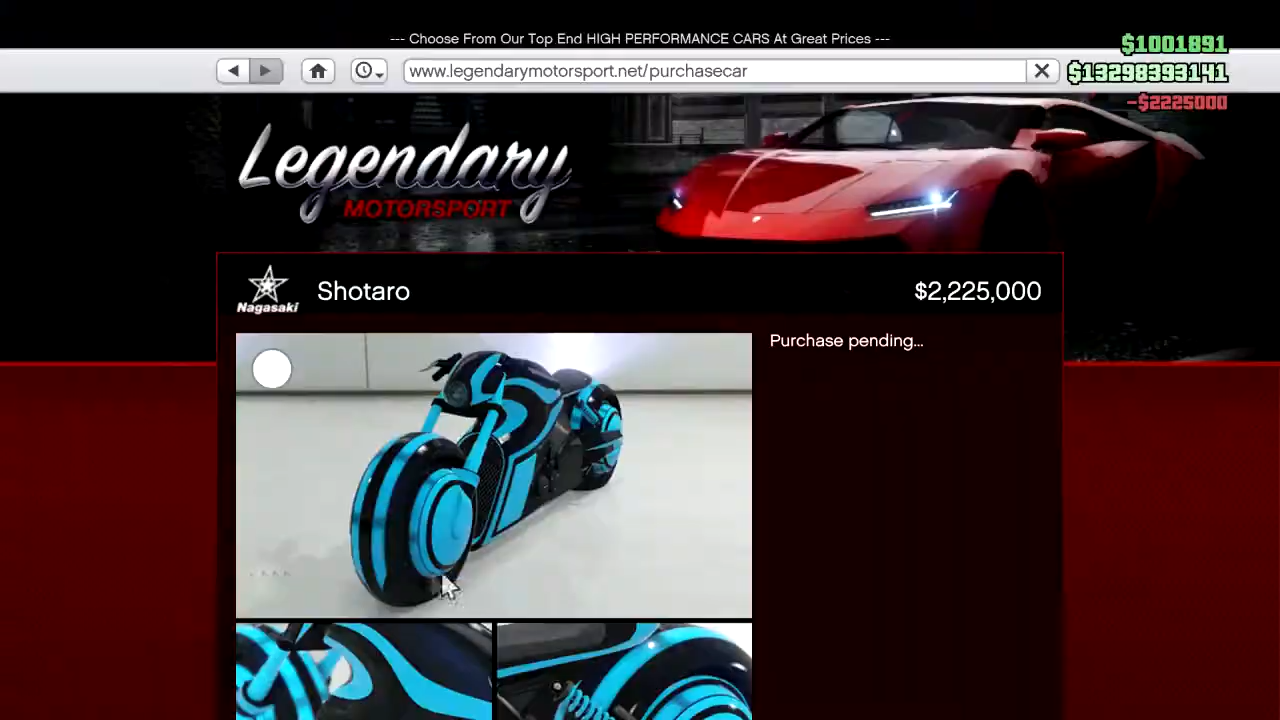 --- Choose From Our Top End HIGH PERFORMANCE CARS At Great Prices ---
$1001891
www.legendarymotorsport.net/purchasecar
$13298393141
-$2225000
Legendary
MOTORSPORT
Nagasaki
Shotaro
$2,225,000
Purchase pending...